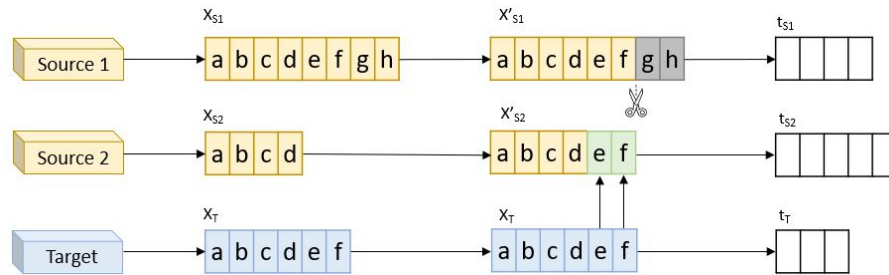 X_S1 X'_S1 t_S1
Source 1 a b c d e f g h a b c d e f g h
X_S2 X'_S2 t_S2
Source 2 a b c d a b c d e f
X_T X_T t_T
Target a b c d e f a b c d e f